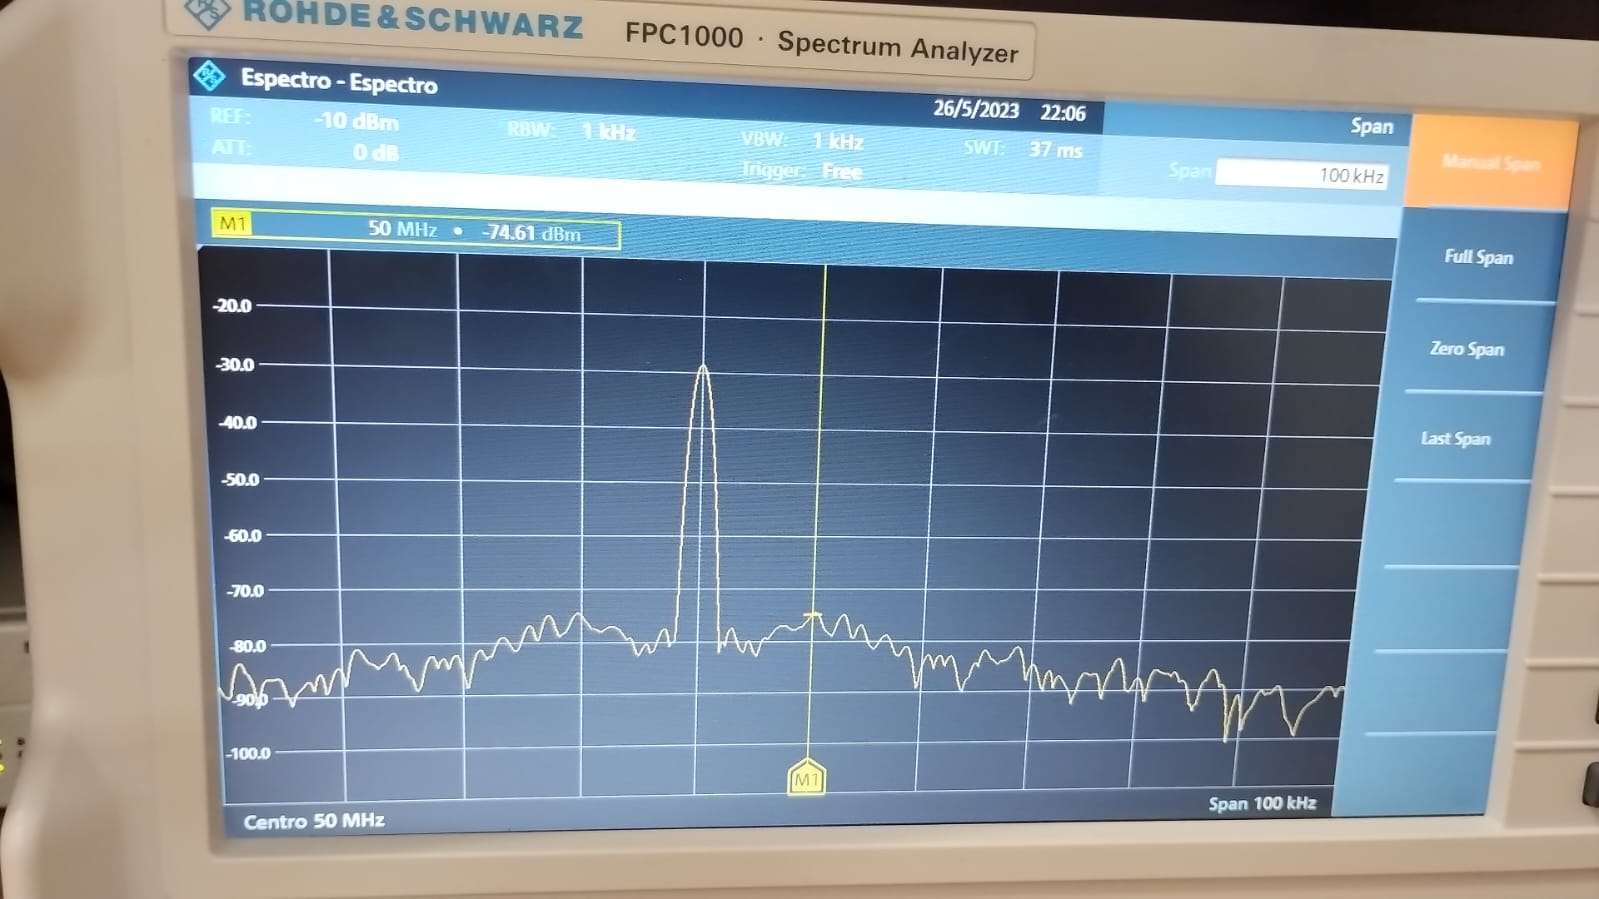 ROHDE & SCHWARZ FPC1000 · Spectrum Analyzer
Espectro - Espectro
26/5/2023 22:06
REF: -10 dBm RBW: 1 kHz VBW: 1 kHz SWT: 37 ms
ATT: 0 dB Trigger: Free
Span
Span 100 kHz
Manual Span
M1 50 MHz • -74.61 dBm
Full Span
Zero Span
Last Span
-20.0
-30.0
-40.0
-50.0
-60.0
-70.0
-80.0
-90.0
-100.0
M1
Centro 50 MHz Span 100 kHz